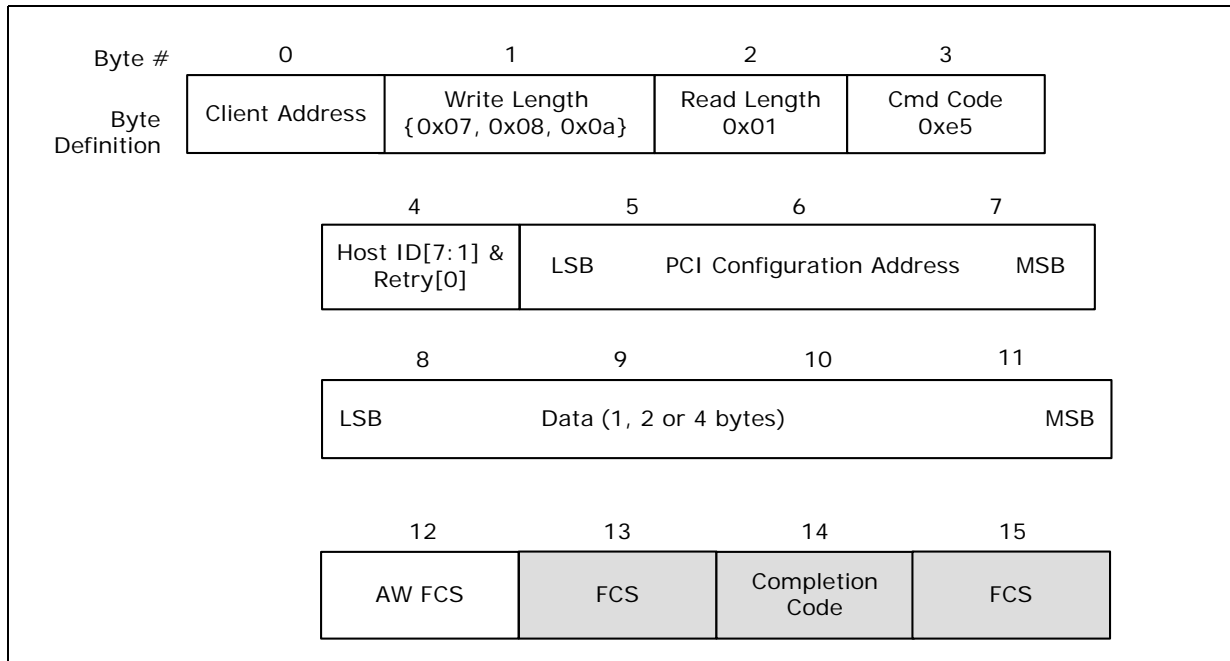 Byte # 0 1 2 3
Byte Definition
Client Address
Write Length
{0x07, 0x08, 0x0a}
Read Length
0x01
Cmd Code
0xe5
4 5 6 7
Host ID[7:1] &
Retry[0]
LSB PCI Configuration Address MSB
8 9 10 11
LSB Data (1, 2 or 4 bytes) MSB
12 13 14 15
AW FCS
FCS
Completion
Code
FCS